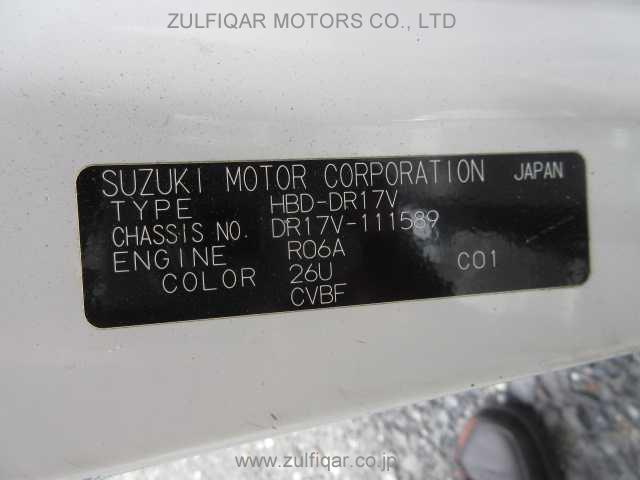 ZULFIQAR MOTORS CO., LTD
SUZUKI MOTOR CORPORATION JAPAN
TYPE HBD-DR17V
CHASSIS NO. DR17V-111589
ENGINE R06A
COLOR 26U C01
CVBF
www.zulfiqar.co.jp